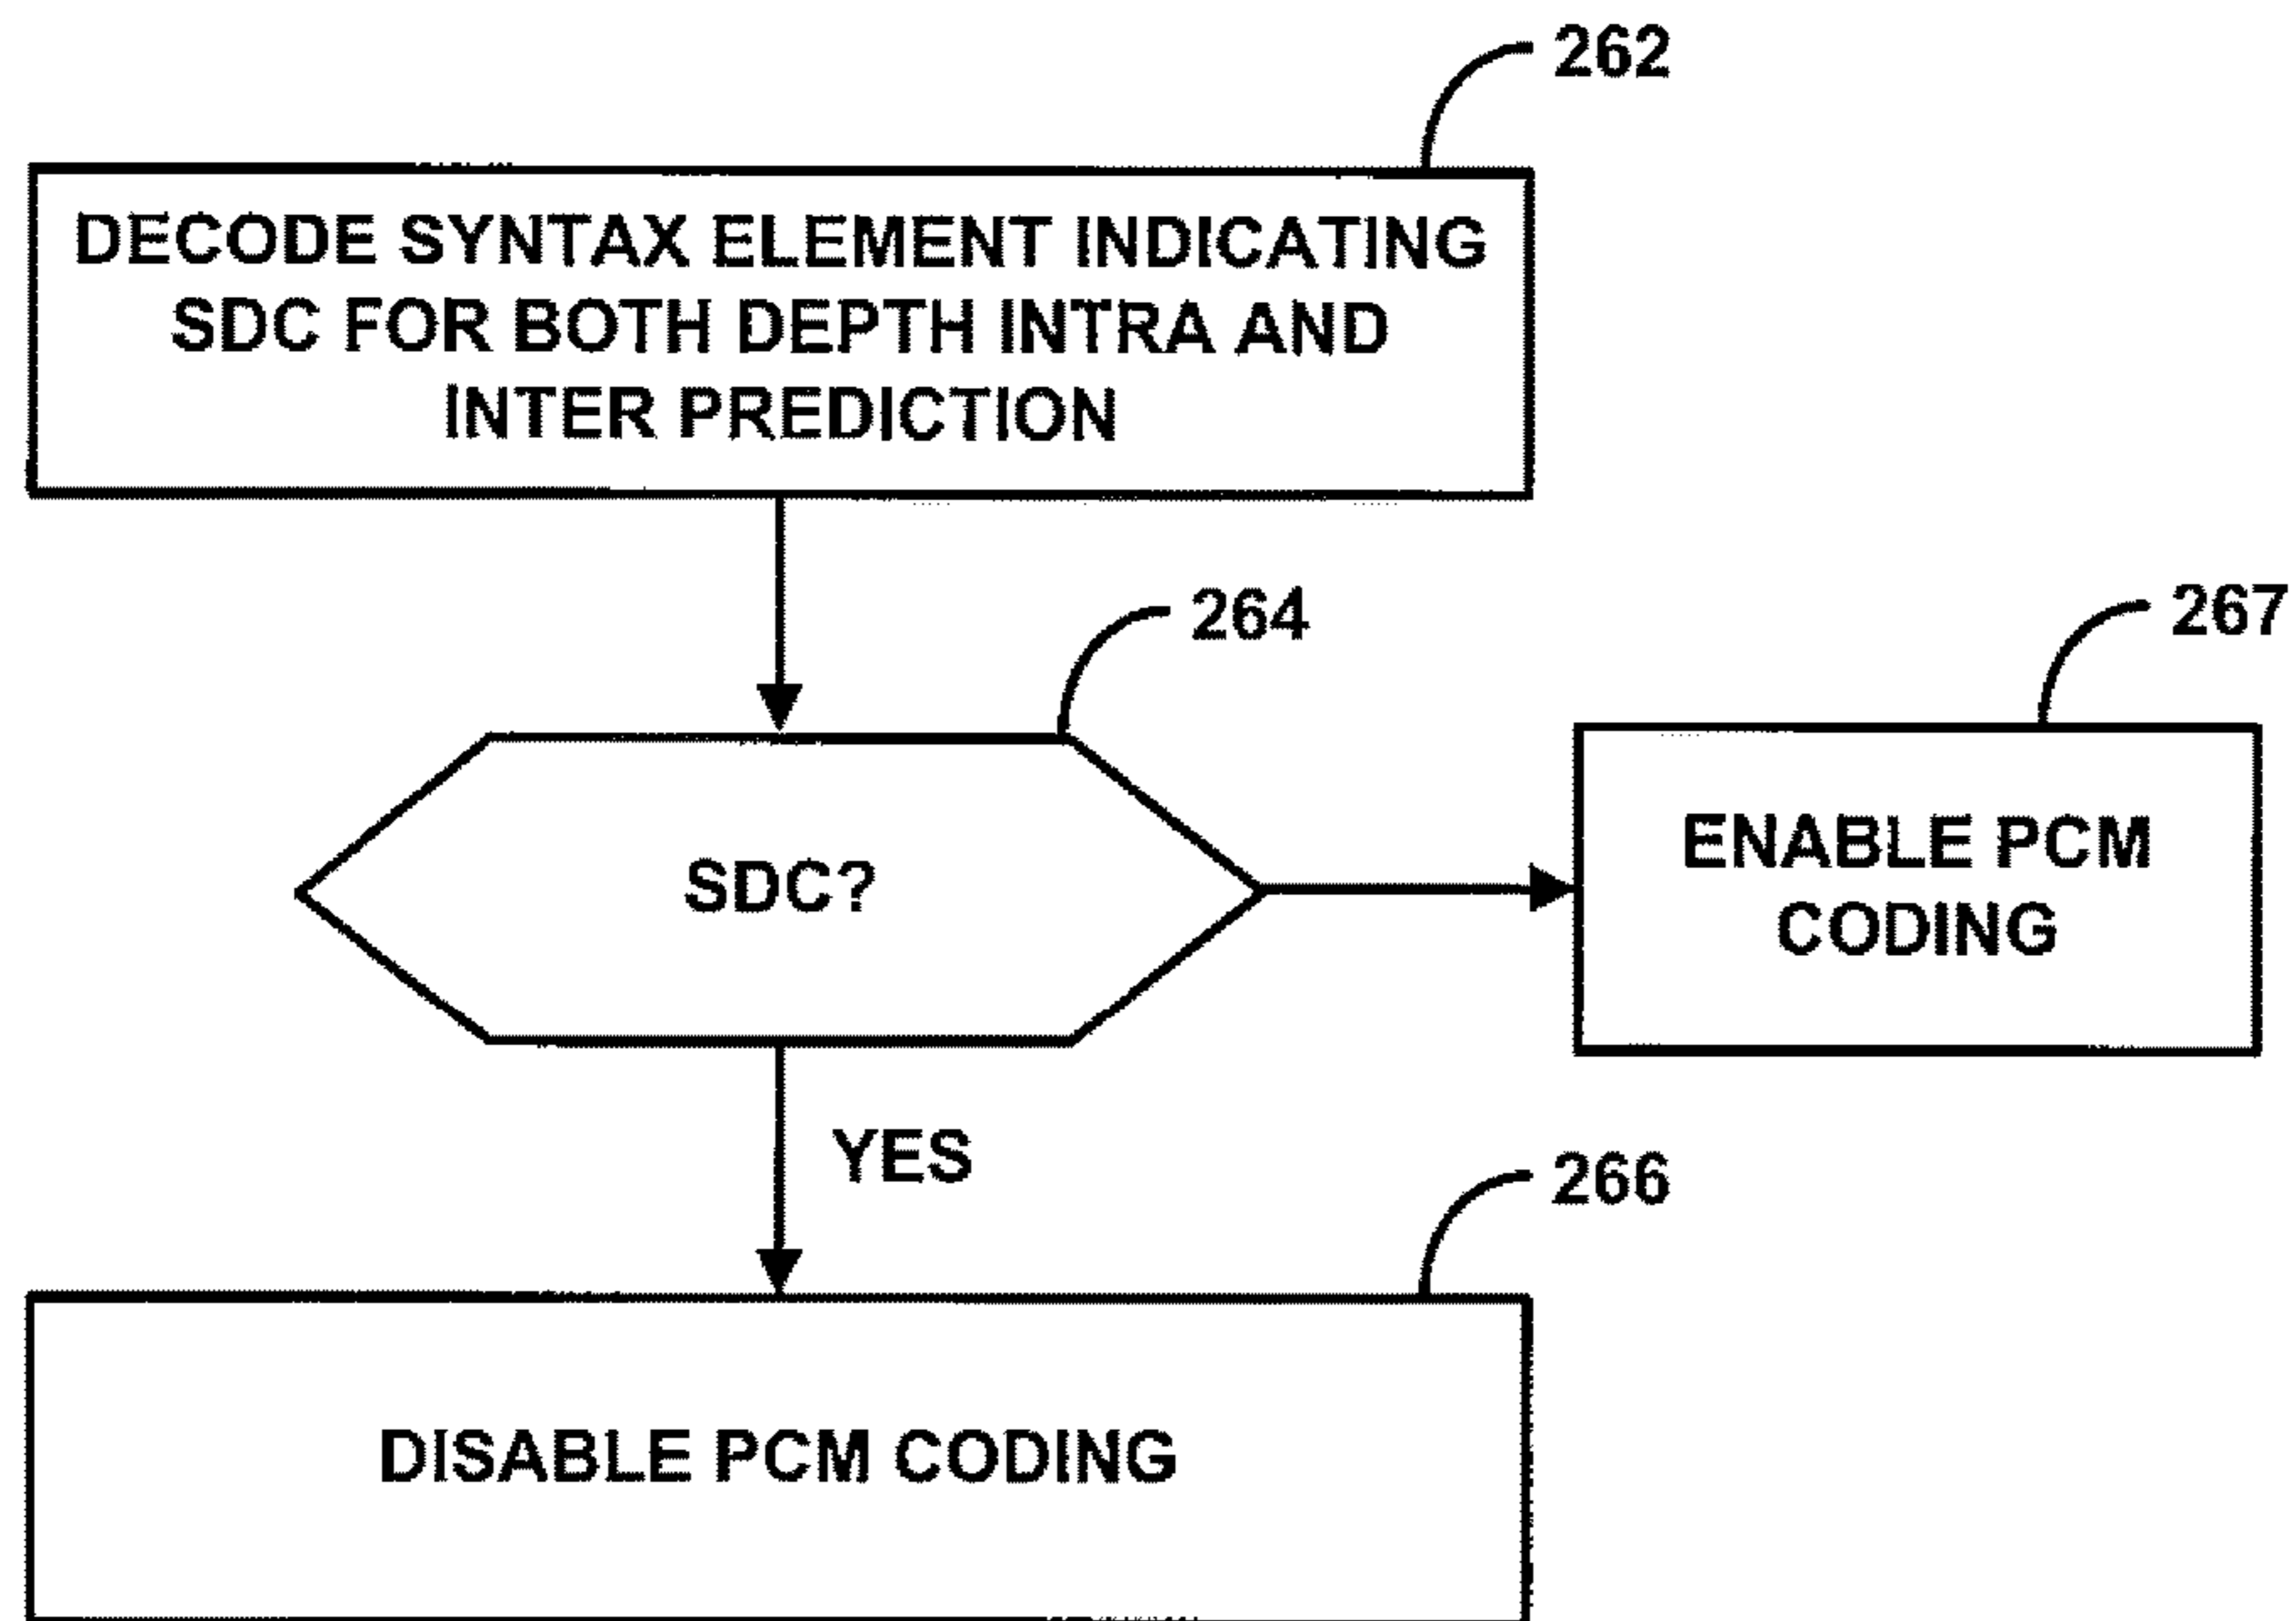 262
DECODE SYNTAX ELEMENT INDICATING
SDC FOR BOTH DEPTH INTRA AND
INTER PREDICTION
264
267
SDC?
ENABLE PCM
CODING
YES
266
DISABLE PCM CODING